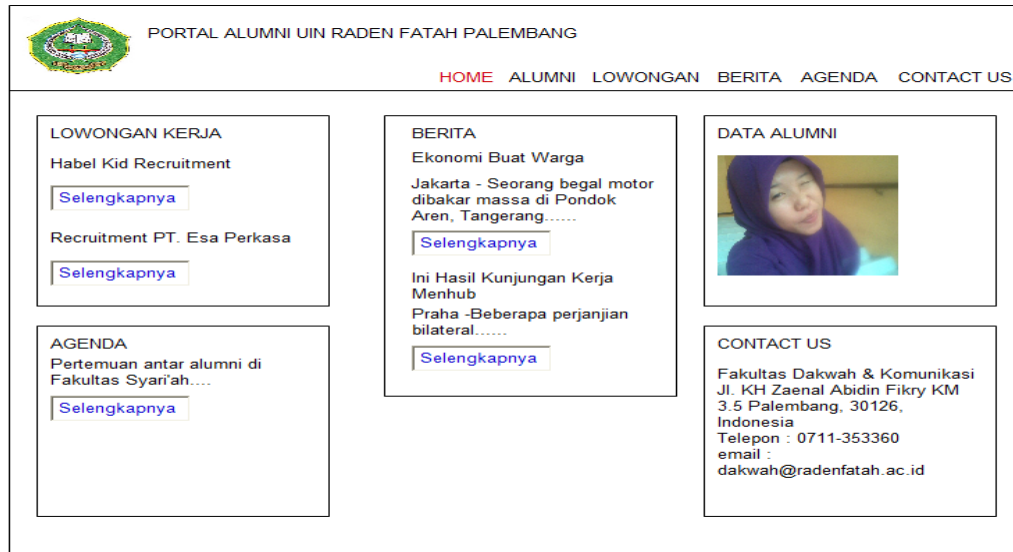 PORTAL ALUMNI UIN RADEN FATAH PALEMBANG
HOME ALUMNI LOWONGAN BERITA AGENDA CONTACT US
LOWONGAN KERJA
Habel Kid Recruitment
Selengkapnya
Recruitment PT. Esa Perkasa
Selengkapnya
AGENDA
Pertemuan antar alumni di
Fakultas Syari'ah....
Selengkapnya
BERITA
Ekonomi Buat Warga
Jakarta - Seorang begal motor
dibakar massa di Pondok
Aren, Tangerang......
Selengkapnya
Ini Hasil Kunjungan Kerja
Menhub
Praha -Beberapa perjanjian
bilateral......
Selengkapnya
DATA ALUMNI
CONTACT US
Fakultas Dakwah & Komunikasi
Jl. KH Zaenal Abidin Fikry KM
3.5 Palembang, 30126,
Indonesia
Telepon : 0711-353360
email :
dakwah@radenfatah.ac.id